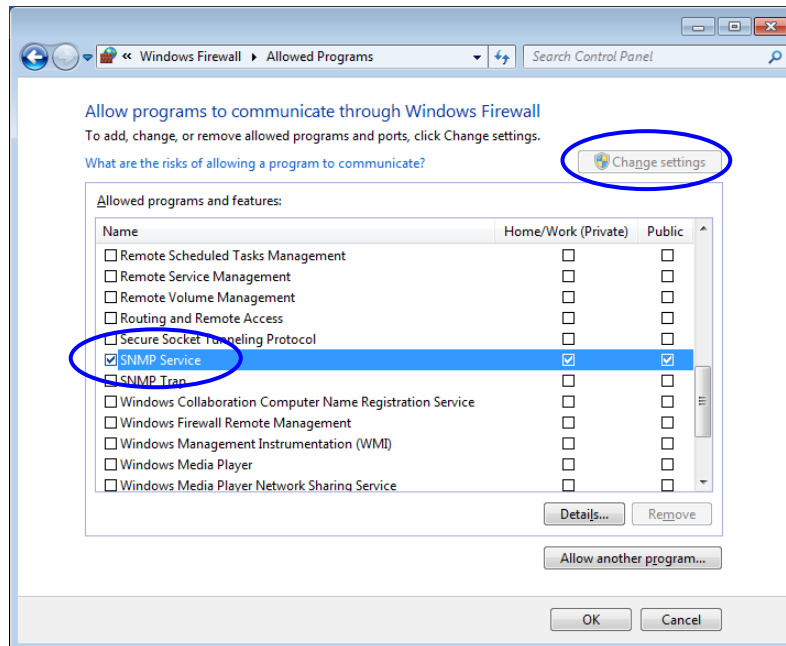 « Windows Firewall ▸ Allowed Programs Search Control Panel
Allow programs to communicate through Windows Firewall
To add, change, or remove allowed programs and ports, click Change settings.
What are the risks of allowing a program to communicate? Change settings
Allowed programs and features:
Name Home/Work (Private) Public
Remote Scheduled Tasks Management
Remote Service Management
Remote Volume Management
Routing and Remote Access
Secure Socket Tunneling Protocol
SNMP Service
SNMP Trap
Windows Collaboration Computer Name Registration Service
Windows Firewall Remote Management
Windows Management Instrumentation (WMI)
Windows Media Player
Windows Media Player Network Sharing Service
Details... Remove
Allow another program...
OK Cancel